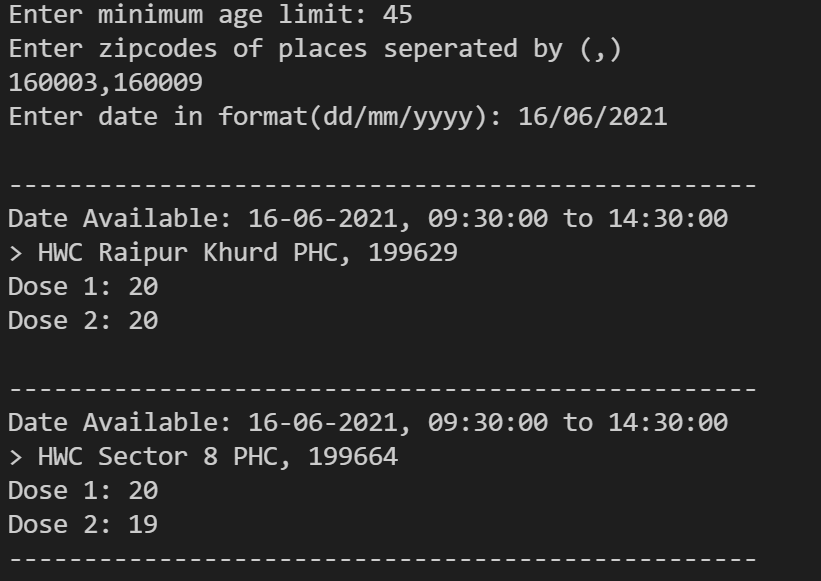 Enter minimum age limit: 45
Enter zipcodes of places seperated by (,)
160003,160009
Enter date in format(dd/mm/yyyy): 16/06/2021
--------------------------------------------------
Date Available: 16-06-2021, 09:30:00 to 14:30:00
> HWC Raipur Khurd PHC, 199629
Dose 1: 20
Dose 2: 20
--------------------------------------------------
Date Available: 16-06-2021, 09:30:00 to 14:30:00
> HWC Sector 8 PHC, 199664
Dose 1: 20
Dose 2: 19
--------------------------------------------------